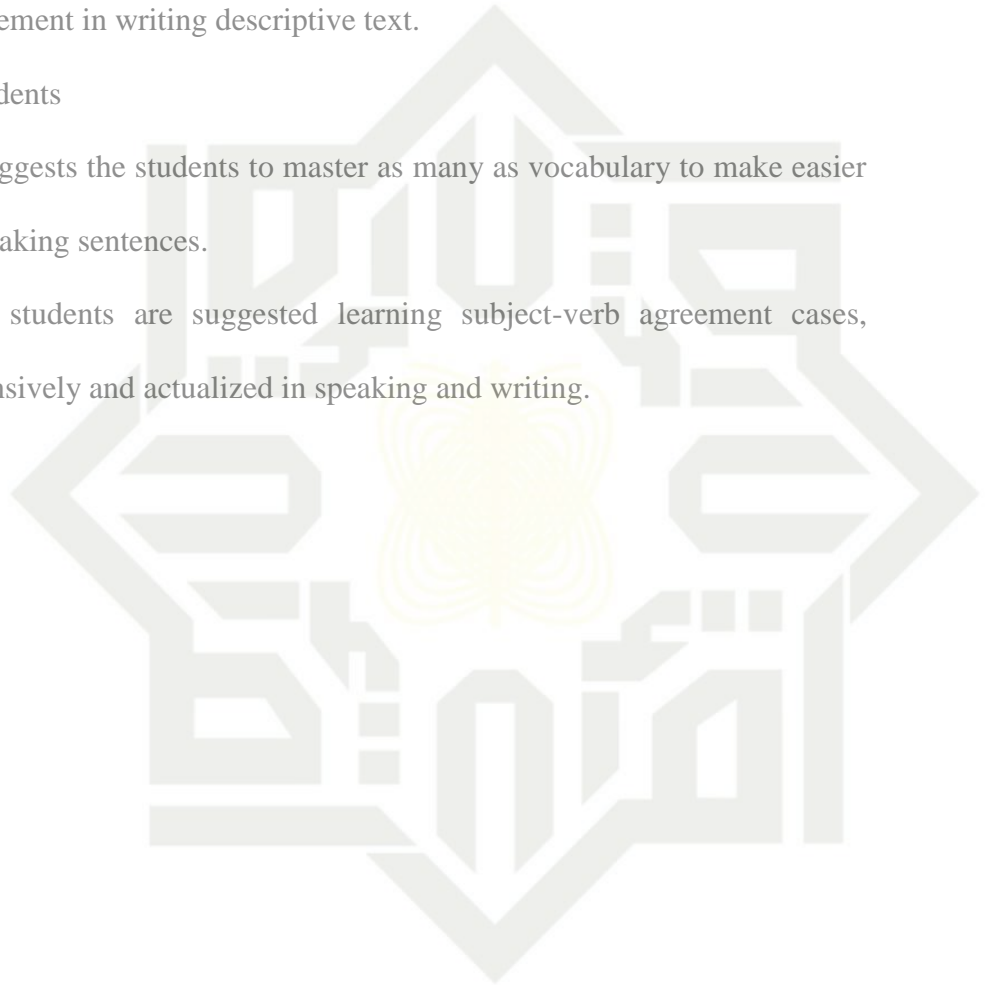 ement in writing descriptive text.
dents
ggests the students to master as many as vocabulary to make easier
aking sentences.
students are suggested learning subject-verb agreement cases,
nsively and actualized in speaking and writing.